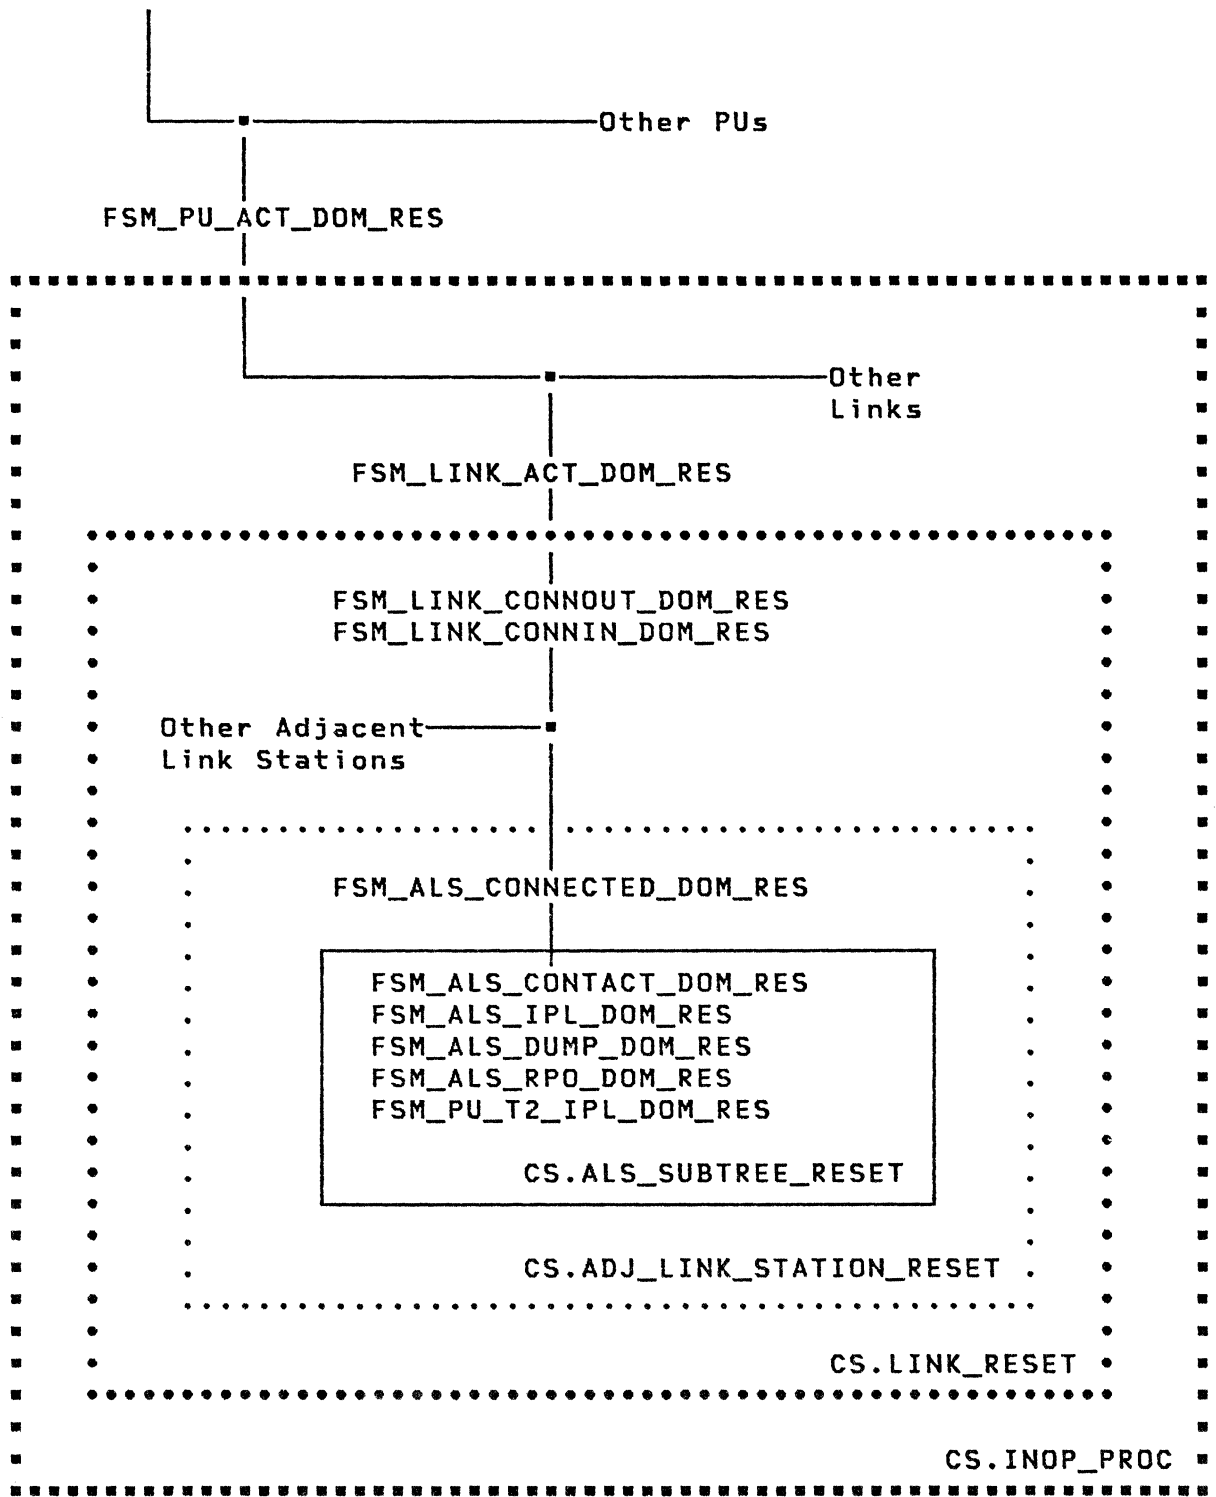 Other PUs
FSM_PU_ACT_DOM_RES
Other
Links
FSM_LINK_ACT_DOM_RES
FSM_LINK_CONNOUT_DOM_RES
FSM_LINK_CONNIN_DOM_RES
Other Adjacent
Link Stations
FSM_ALS_CONNECTED_DOM_RES
FSM_ALS_CONTACT_DOM_RES
FSM_ALS_IPL_DOM_RES
FSM_ALS_DUMP_DOM_RES
FSM_ALS_RPO_DOM_RES
FSM_PU_T2_IPL_DOM_RES
CS.ALS_SUBTREE_RESET
CS.ADJ_LINK_STATION_RESET
CS.LINK_RESET
CS.INOP_PROC